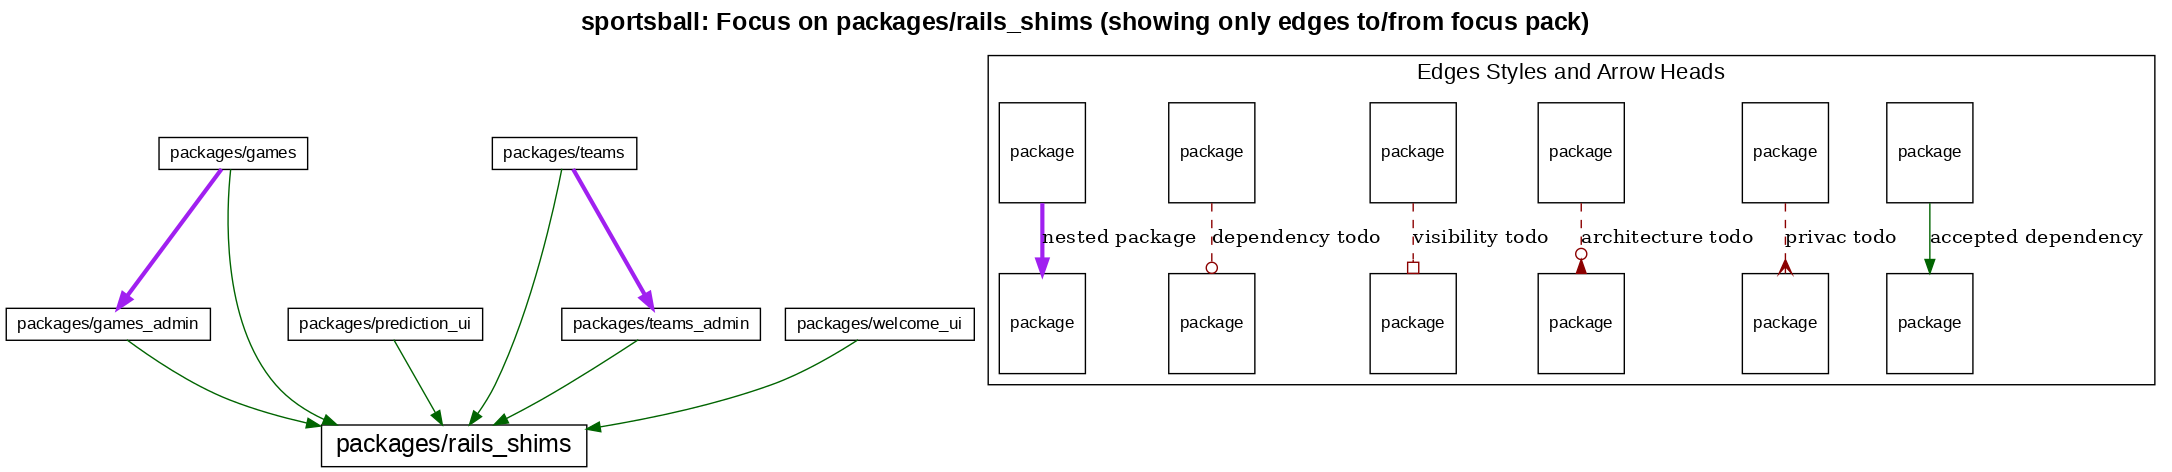 sportsball: Focus on packages/rails_shims (showing only edges to/from focus pack)
packages/games
packages/teams
packages/games_admin
packages/prediction_ui
packages/teams_admin
packages/welcome_ui
packages/rails_shims
Edges Styles and Arrow Heads
package
package
package
package
package
package
nested package
dependency todo
visibility todo
architecture todo
privac todo
accepted dependency
package
package
package
package
package
package